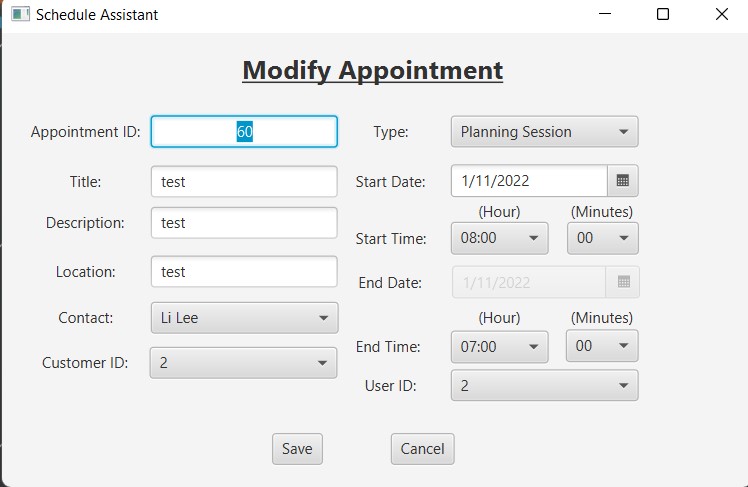 Schedule Assistant
Modify Appointment
Appointment ID: 60 Type: Planning Session
Title: test Start Date: 1/11/2022
(Hour) (Minutes)
Description: test Start Time: 08:00 00
Location: test End Date: 1/11/2022
Contact: Li Lee (Hour) (Minutes)
End Time: 07:00 00
Customer ID: 2
User ID: 2
Save Cancel